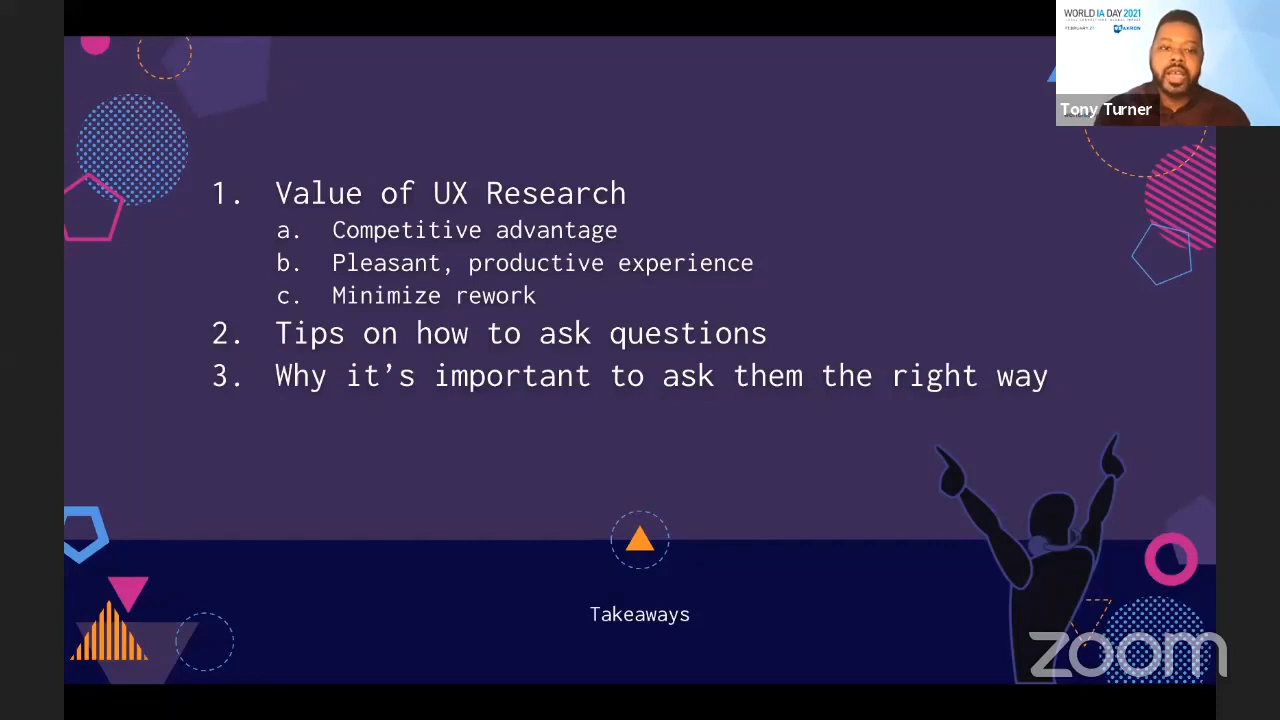 WORLD IA DAY 2021
FEBRUARY 27
AKRON
Tony Turner
1. Value of UX Research
a. Competitive advantage
b. Pleasant, productive experience
c. Minimize rework
2. Tips on how to ask questions
3. Why it’s important to ask them the right way
Takeaways
zoom